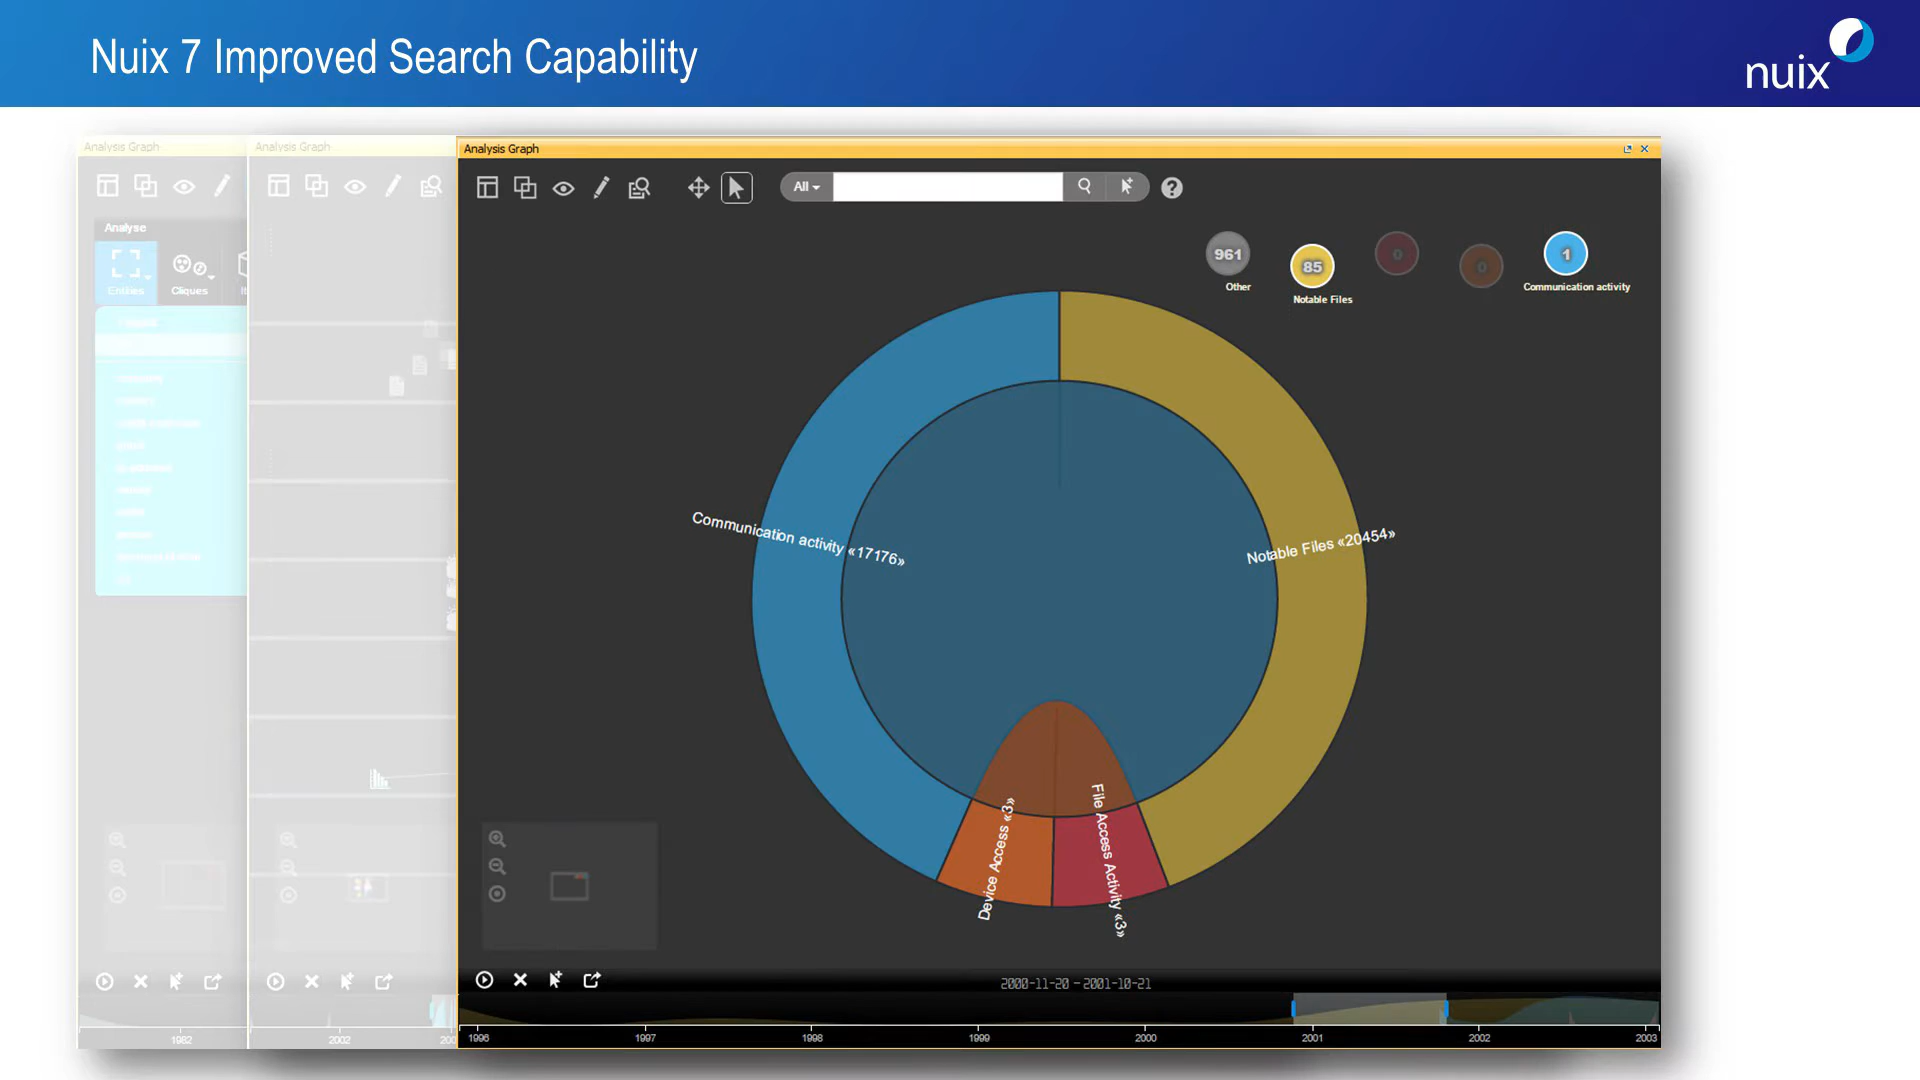 Nuix 7 Improved Search Capability
nuix
Analysis Graph
Analysis Graph
Analysis Graph
All
Analyse
Entities
Cliques
961
85
0
0
1
Other
Notable Files
Communication activity
Communication activity «17176»
Notable Files «20454»
Device Access «3»
File Access Activity «3»
2000-11-20 - 2001-10-21
1982
2002
1996
1997
1998
1999
2000
2001
2002
2003